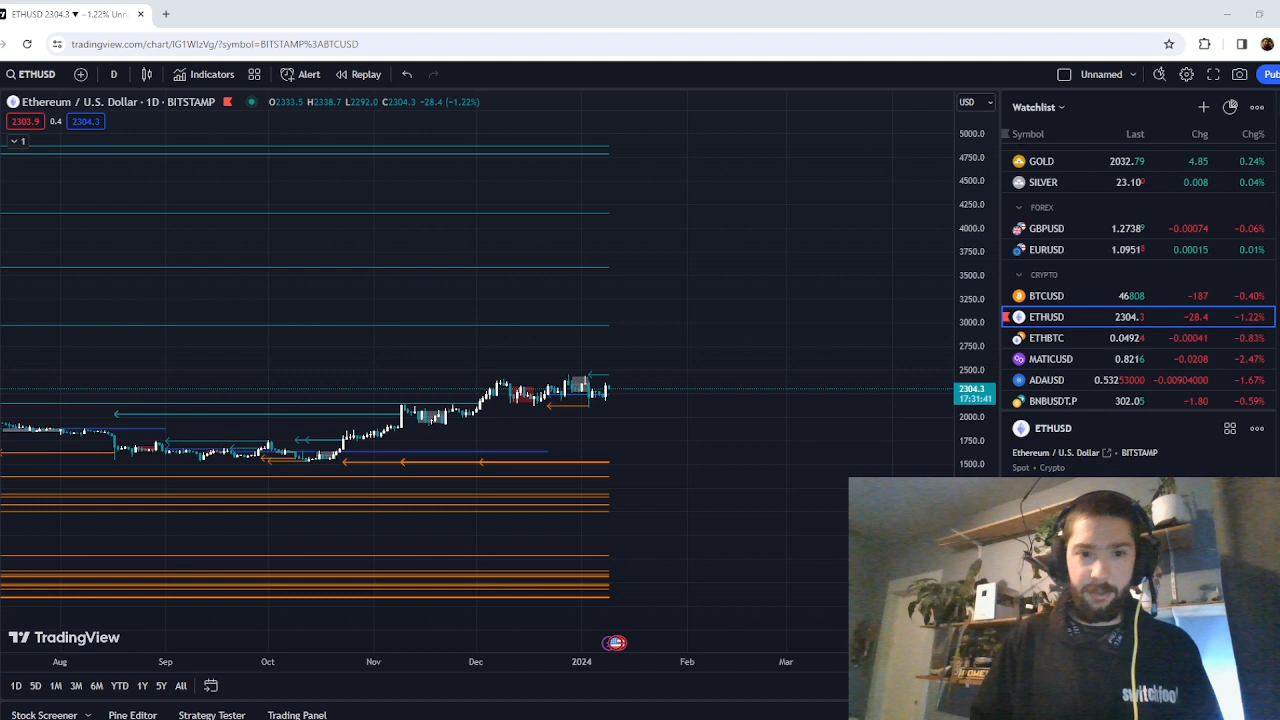 ETHUSD 2304.3 ▼ −1.22% Unn
tradingview.com/chart/IG1WIzVg/?symbol=BITSTAMP%3ABTCUSD
ETHUSD D Indicators Alert Replay Unnamed Pub
Ethereum / U.S. Dollar · 1D · BITSTAMP O2333.5 H2338.7 L2292.0 C2304.3 −28.4 (−1.22%)
2303.9 0.4 2304.3
1
USD
5000.0
4750.0
4500.0
4250.0
4000.0
3750.0
3500.0
3250.0
3000.0
2750.0
2500.0
2304.3
17:31:41
2000.0
1750.0
1500.0
Watchlist
Symbol Last Chg Chg%
GOLD 2032.79 4.85 0.24%
SILVER 23.100 0.008 0.04%
FOREX
GBPUSD 1.27389 −0.00074 −0.06%
EURUSD 1.0951 0.00015 0.01%
CRYPTO
BTCUSD 46808 −187 −0.40%
ETHUSD 2304.3 −28.4 −1.22%
ETHBTC 0.04924 −0.00041 −0.83%
MATICUSD 0.8216 −0.0208 −2.47%
ADAUSD 0.53253000 −0.00904000 −1.67%
BNBUSDT.P 302.05 −1.80 −0.59%
ETHUSD
Ethereum / U.S. Dollar BITSTAMP
Spot • Crypto
switchfoo
TradingView
Aug Sep Oct Nov Dec 2024 Feb Mar
1D 5D 1M 3M 6M YTD 1Y 5Y All
Stock Screener Pine Editor Strategy Tester Trading Panel